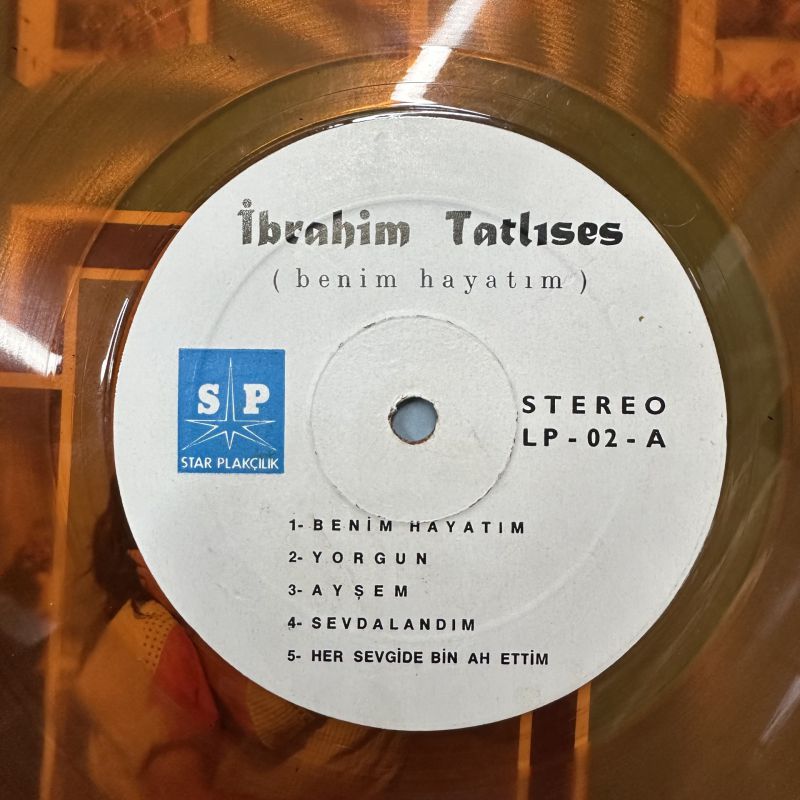 İbrahim Tatlıses
( benim hayatım )
SP
STAR PLAKÇILIK
STEREO
LP-02-A
1- BENİM HAYATIM
2- YORGUN
3- AYŞEM
4- SEVDALANDIM
5- HER SEVGİDE BİN AH ETTİM